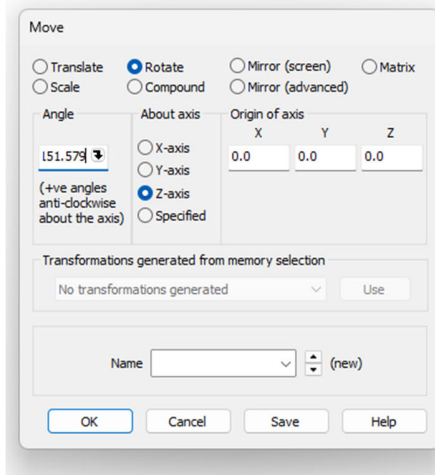 Move
Translate Rotate Mirror (screen) Matrix
Scale Compound Mirror (advanced)
Angle About axis Origin of axis
X Y Z
151.579 X-axis 0.0 0.0 0.0
Y-axis
(+ve angles Z-axis
anti-clockwise
about the axis) Specified
Transformations generated from memory selection
No transformations generated Use
Name (new)
OK Cancel Save Help